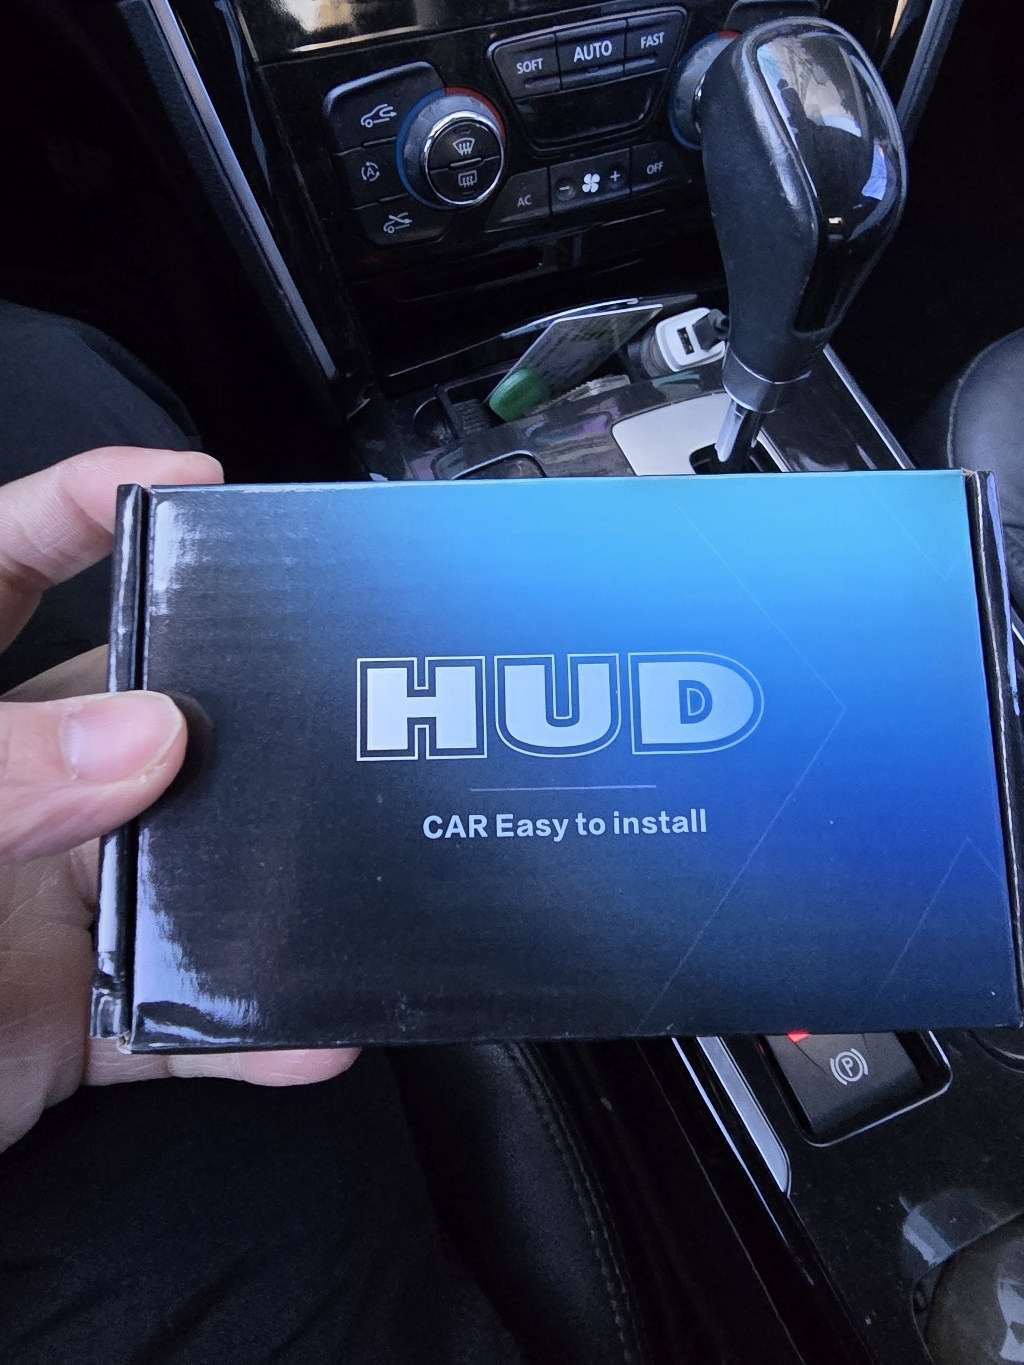 SOFT AUTO FAST
A
AC - + OFF
HUD
CAR Easy to install
P